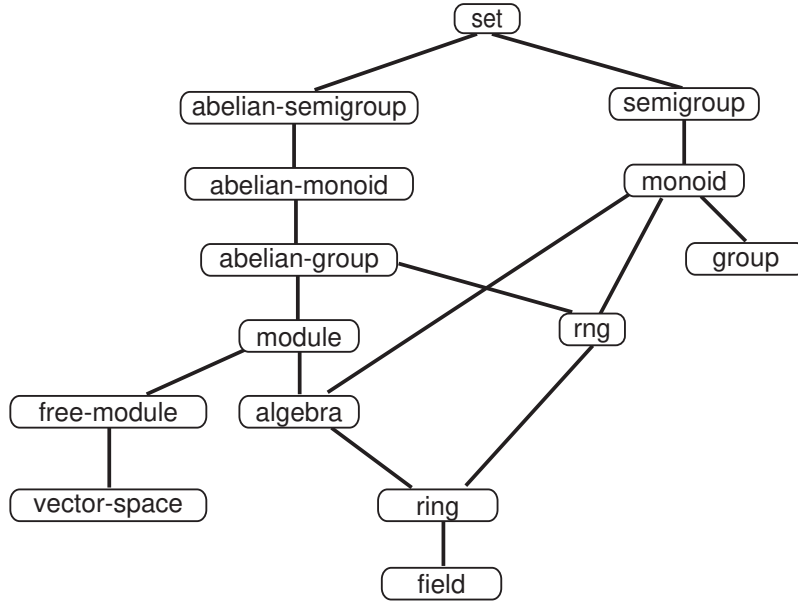 set
abelian-semigroup
semigroup
abelian-monoid
monoid
abelian-group
group
module
rng
free-module
algebra
vector-space
ring
field